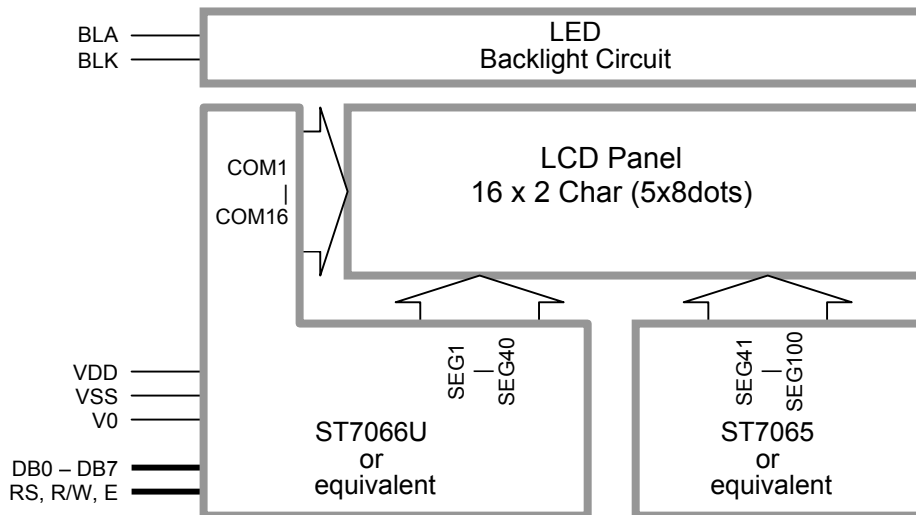 BLA
BLK
LED
Backlight Circuit
COM1
|
COM16
LCD Panel
16 x 2 Char (5x8dots)
SEG1
—
SEG40
SEG41
—
SEG100
VDD
VSS
V0
DB0 – DB7
RS, R/W, E
ST7066U
or
equivalent
ST7065
or
equivalent